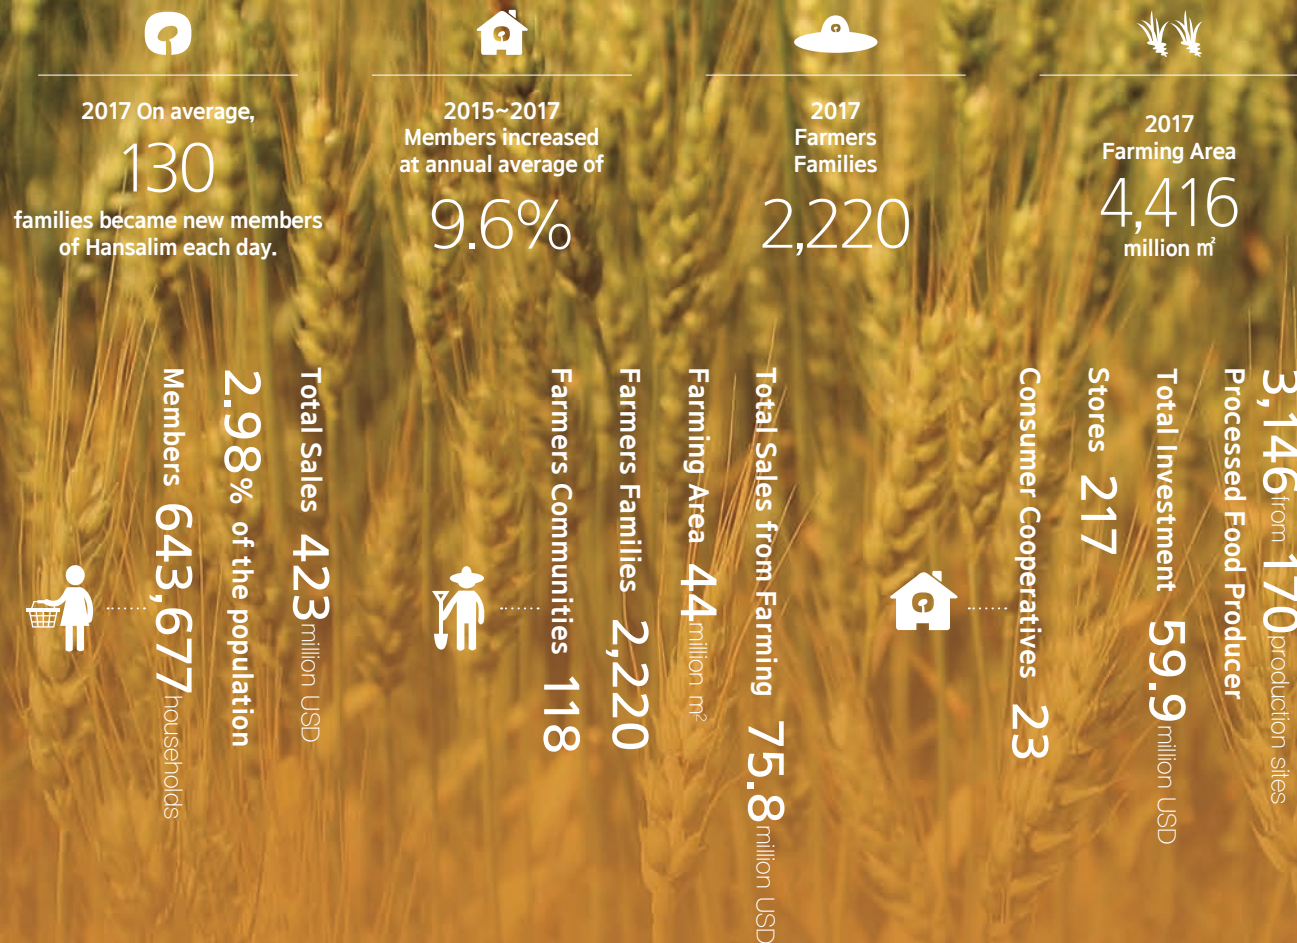 2017 On average,
130
families became new members
of Hansalim each day.
2015~2017
Members increased
at annual average of
9.6%
2017
Farmers
Families
2,220
2017
Farming Area
4,416
million m²
Members 643,677 households
2.98% of the population
Total Sales 423 million USD
Farmers Communities 118
Farmers Families 2,220
Farming Area 44 million m²
Total Sales from Farming 75.8 million USD
Consumer Cooperatives 23
Stores 217
Total Investment 59.9 million USD
Processed Food Producer
3,146 from 170 production sites